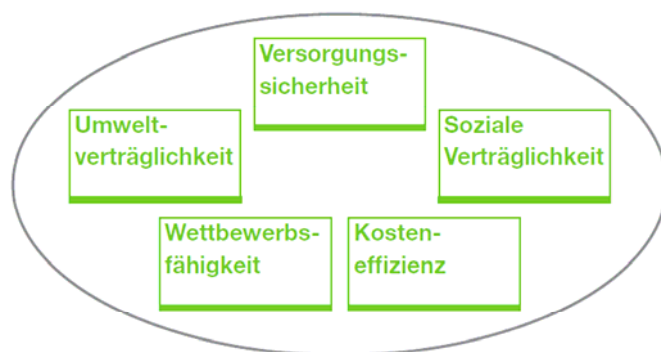 Versorgungs-
sicherheit
Umwelt-
verträglichkeit
Soziale
Verträglichkeit
Wettbewerbs-
fähigkeit
Kosten-
effizienz